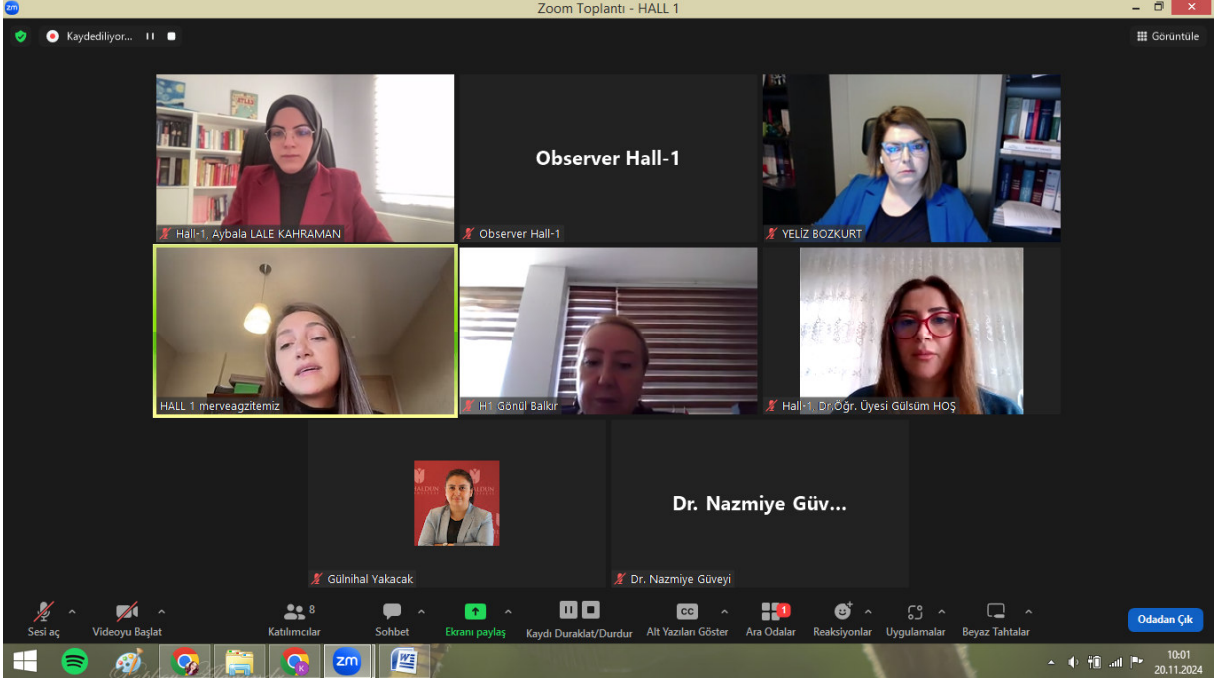 zm
Zoom Toplantı - HALL 1
Kaydediliyor...
Görüntüle
ATLAS
Hall-1, Aybala LALE KAHRAMAN
Observer Hall-1
Observer Hall-1
YELİZ BOZKURT
HALL 1 merveagzitemiz
H1 Gönül Balkır
Hall-1, Dr.Öğr. Üyesi Gülsüm HOŞ
Gülnihal Yakacak
Dr. Nazmiye Güv...
Dr. Nazmiye Güveyi
Sesi aç
Videoyu Başlat
8
Katılımcılar
Sohbet
Ekranı paylaş
Kaydı Duraklat/Durdur
CC
Alt Yazıları Göster
1
Ara Odalar
Reaksiyonlar
Uygulamalar
Beyaz Tahtalar
Odadan Çık
K
zm
W
10:01
20.11.2024